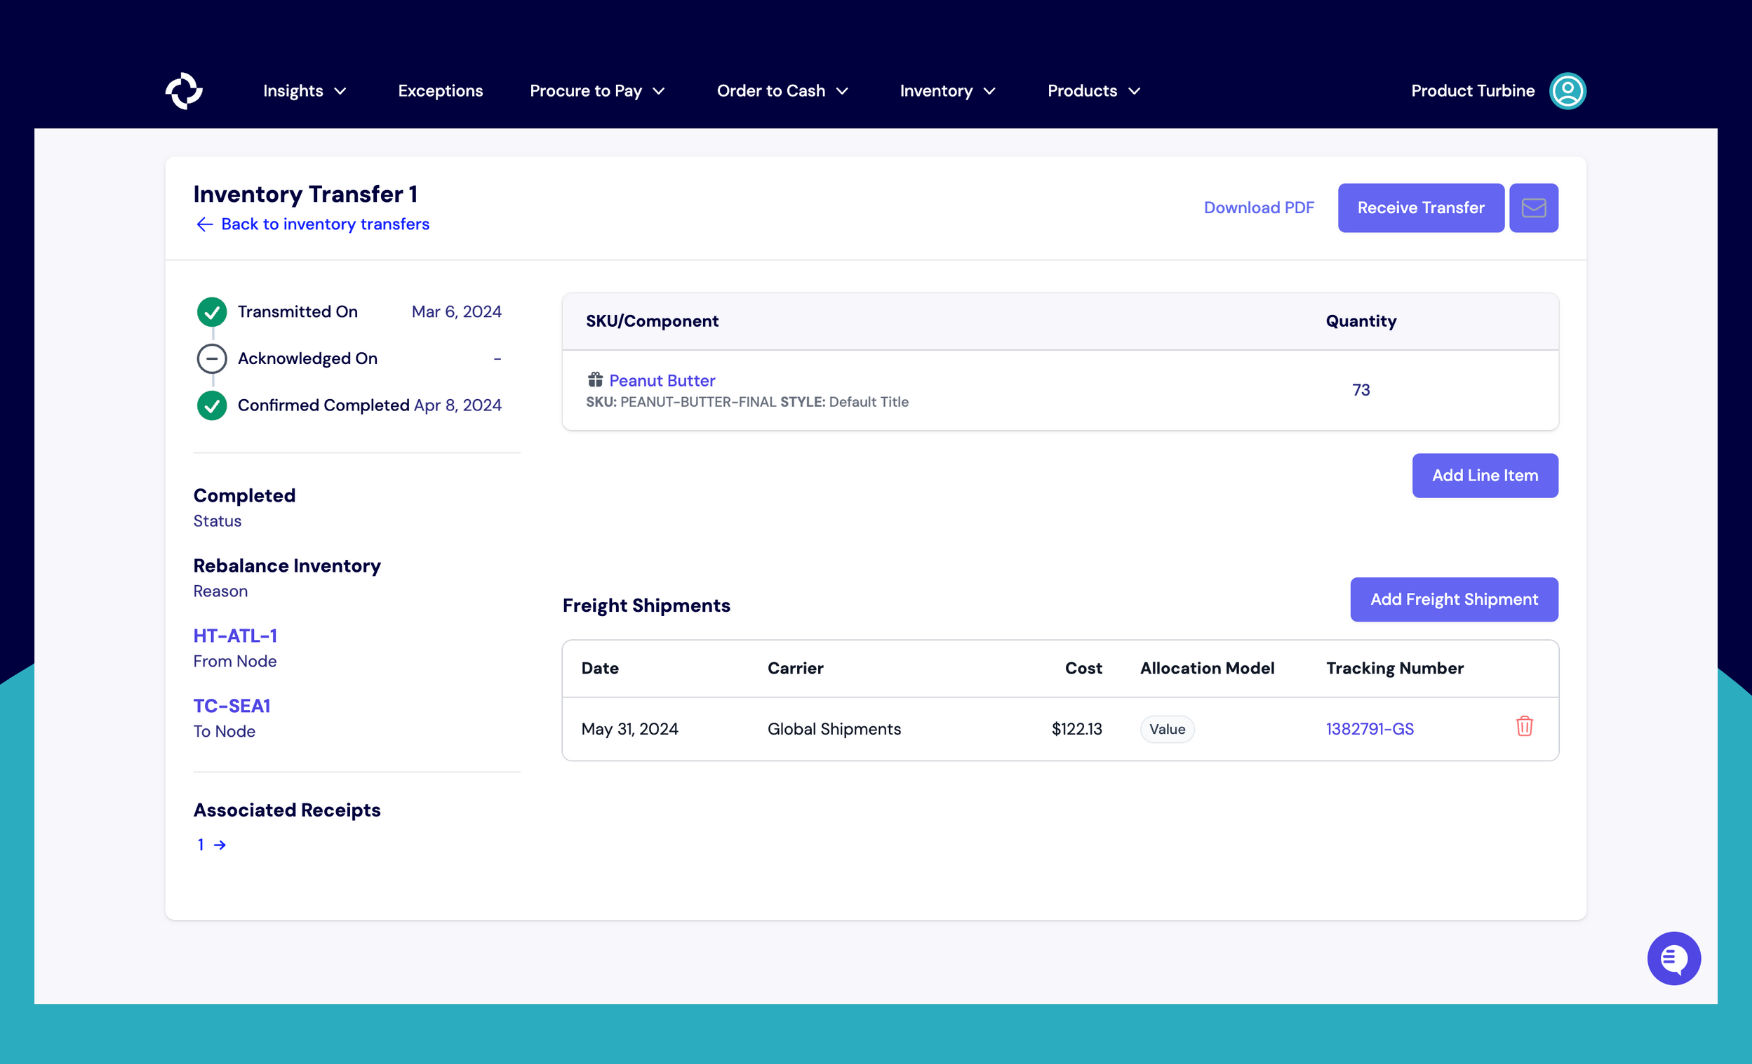 Insights
Exceptions
Procure to Pay
Order to Cash
Inventory
Products
Product Turbine
Inventory Transfer 1
Back to inventory transfers
Download PDF
Receive Transfer
Transmitted On Mar 6, 2024
Acknowledged On -
Confirmed Completed Apr 8, 2024
Completed
Status
Rebalance Inventory
Reason
HT-ATL-1
From Node
TC-SEA1
To Node
Associated Receipts
1
SKU/Component Quantity
Peanut Butter
SKU: PEANUT-BUTTER-FINAL STYLE: Default Title
73
Add Line Item
Freight Shipments
Add Freight Shipment
Date Carrier Cost Allocation Model Tracking Number
May 31, 2024 Global Shipments $122.13 Value 1382791-GS